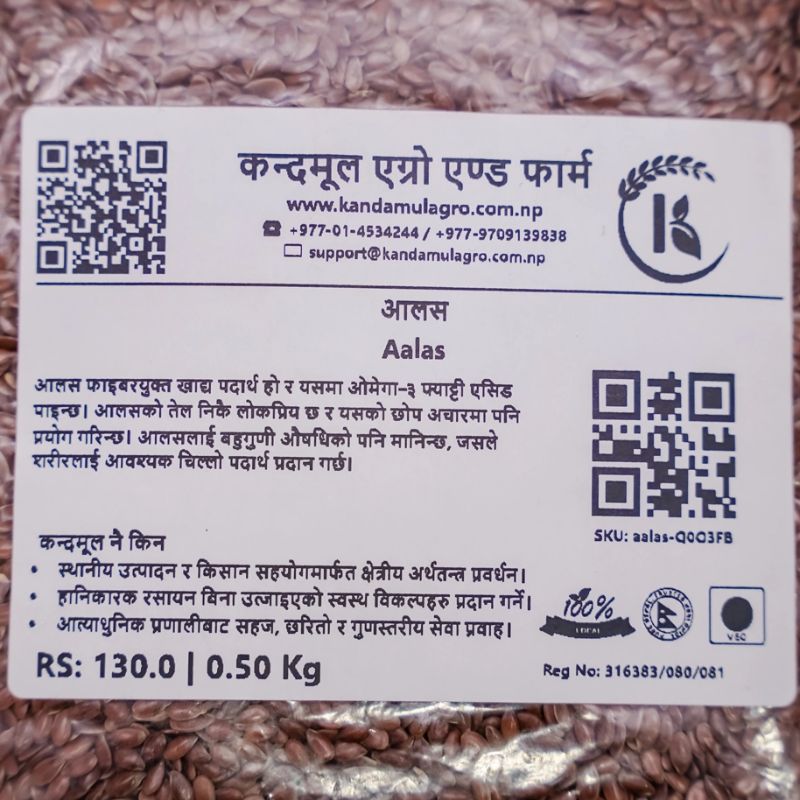 कन्दमूल एग्रो एण्ड फार्म
www.kandamulagro.com.np
+977-01-4534244 / +977-9709139838
support@kandamulagro.com.np
आलस
Aalas
आलस फाइबरयुक्त खाद्य पदार्थ हो र यसमा ओमेगा-३ फ्याट्टी एसिड
पाइन्छ। आलसको तेल निकै लोकप्रिय छ र यसको छोप अचारमा पनि
प्रयोग गरिन्छ। आलसलाई बहुगुणी औषधिको पनि मानिन्छ, जसले
शरीरलाई आवश्यक चिल्लो पदार्थ प्रदान गर्छ।
SKU: aalas-Q0O3FB
कन्दमूल नै किन
• स्थानीय उत्पादन र किसान सहयोगमार्फत क्षेत्रीय अर्थतन्त्र प्रवर्धन।
• हानिकारक रसायन विना उत्जाइएको स्वस्थ विकल्पहरु प्रदान गर्ने।
• आत्याधुनिक प्रणालीबाट सहज, छरितो र गुणस्तरीय सेवा प्रवाह।
100%
LOCAL
VEG
RS: 130.0 | 0.50 Kg
Reg No: 316383/080/081